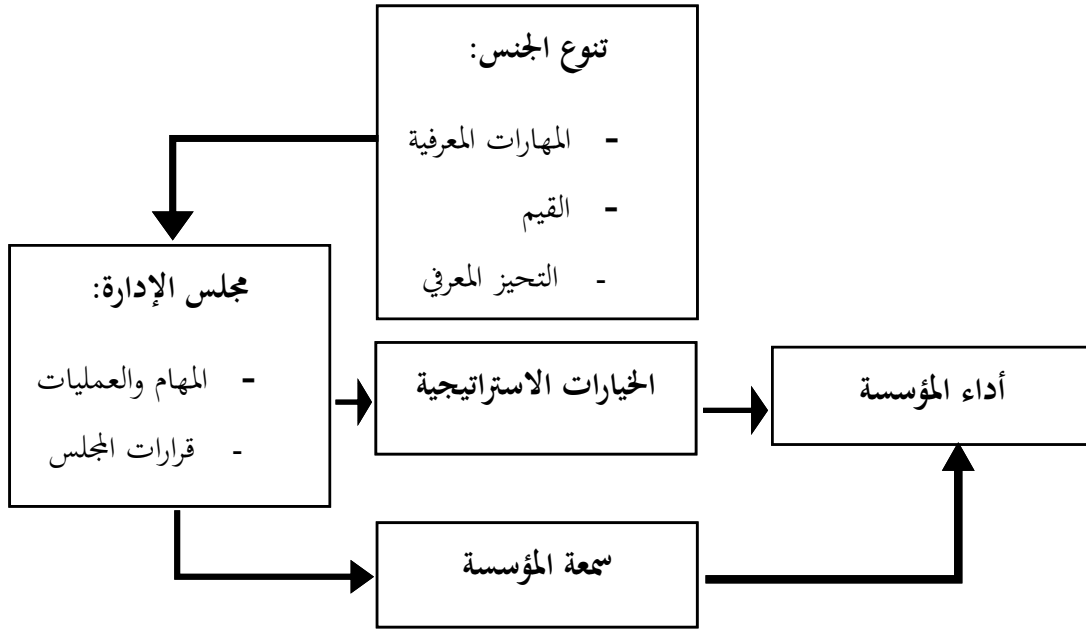 تنوع الجنس:
- المهارات المعرفية
- القيم
- التحيز المعرفي
مجلس الإدارة:
- المهام والعمليات
- قرارات المجلس
الخيارات الاستراتيجية
أداء المؤسسة
سمعة المؤسسة